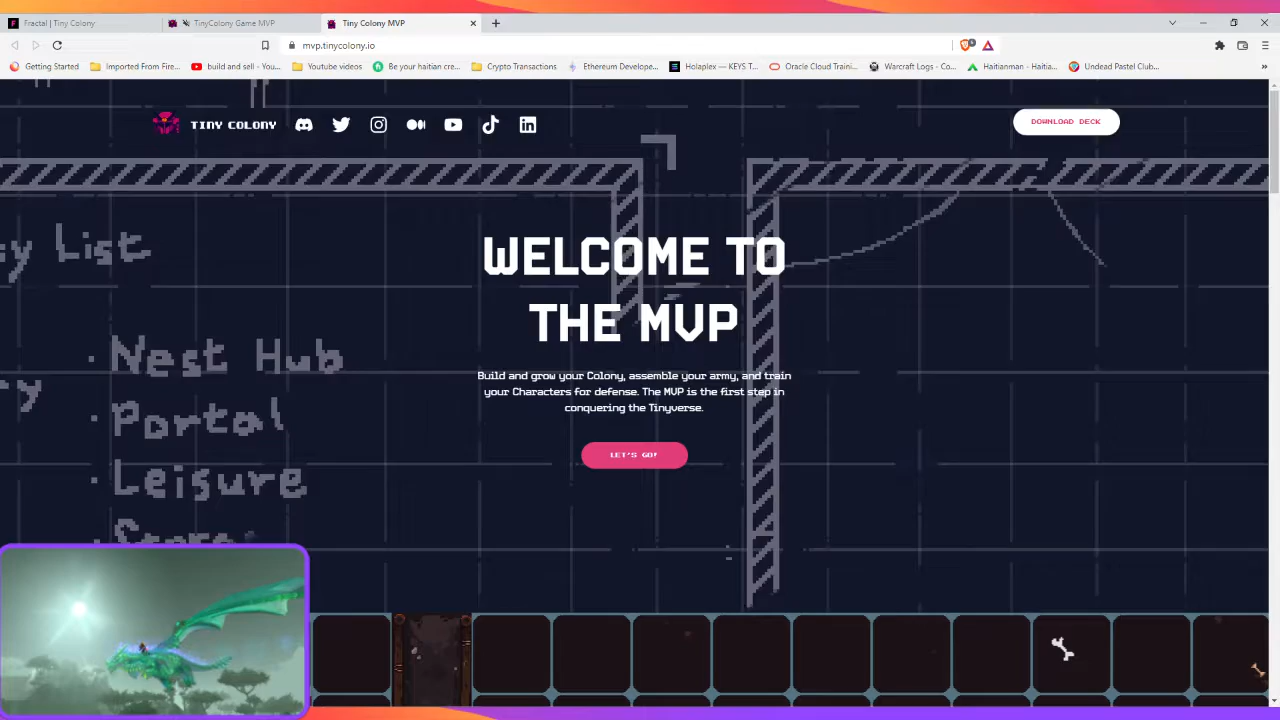 Fractal | Tiny Colony
TinyColony Game MVP
Tiny Colony MVP
mvp.tinycolony.io
Getting Started
Imported From Fire...
build and sell - You...
Youtube videos
Be your haitian cre...
Crypto Transactions
Ethereum Develope...
Holaplex — KEYS T...
Oracle Cloud Traini...
Warcraft Logs - Co...
Haitianman - Haitia...
Undead Pastel Club...
TINY COLONY
DOWNLOAD DECK
List
WELCOME TO
THE MVP
Build and grow your Colony, assemble your army, and train
your Characters for defense. The MVP is the first step in
conquering the Tinyverse.
LET'S GO!
· Nest Hub
· Portal
· Leisure